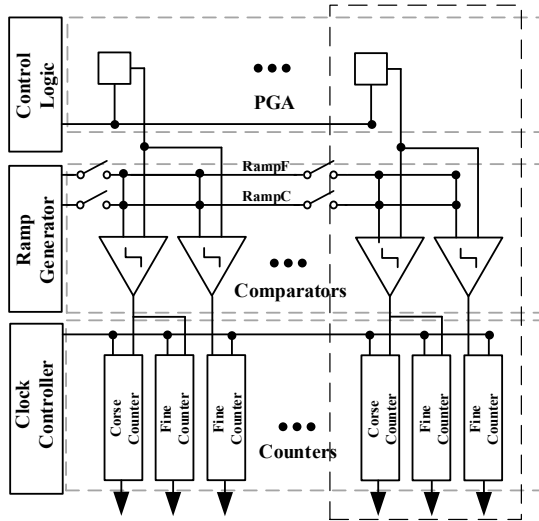 Control
Logic
PGA
Ramp
Generator
RampF
RampC
Comparators
Clock
Controller
Corse
Counter
Fine
Counter
Fine
Counter
Corse
Counter
Fine
Counter
Fine
Counter
Counters